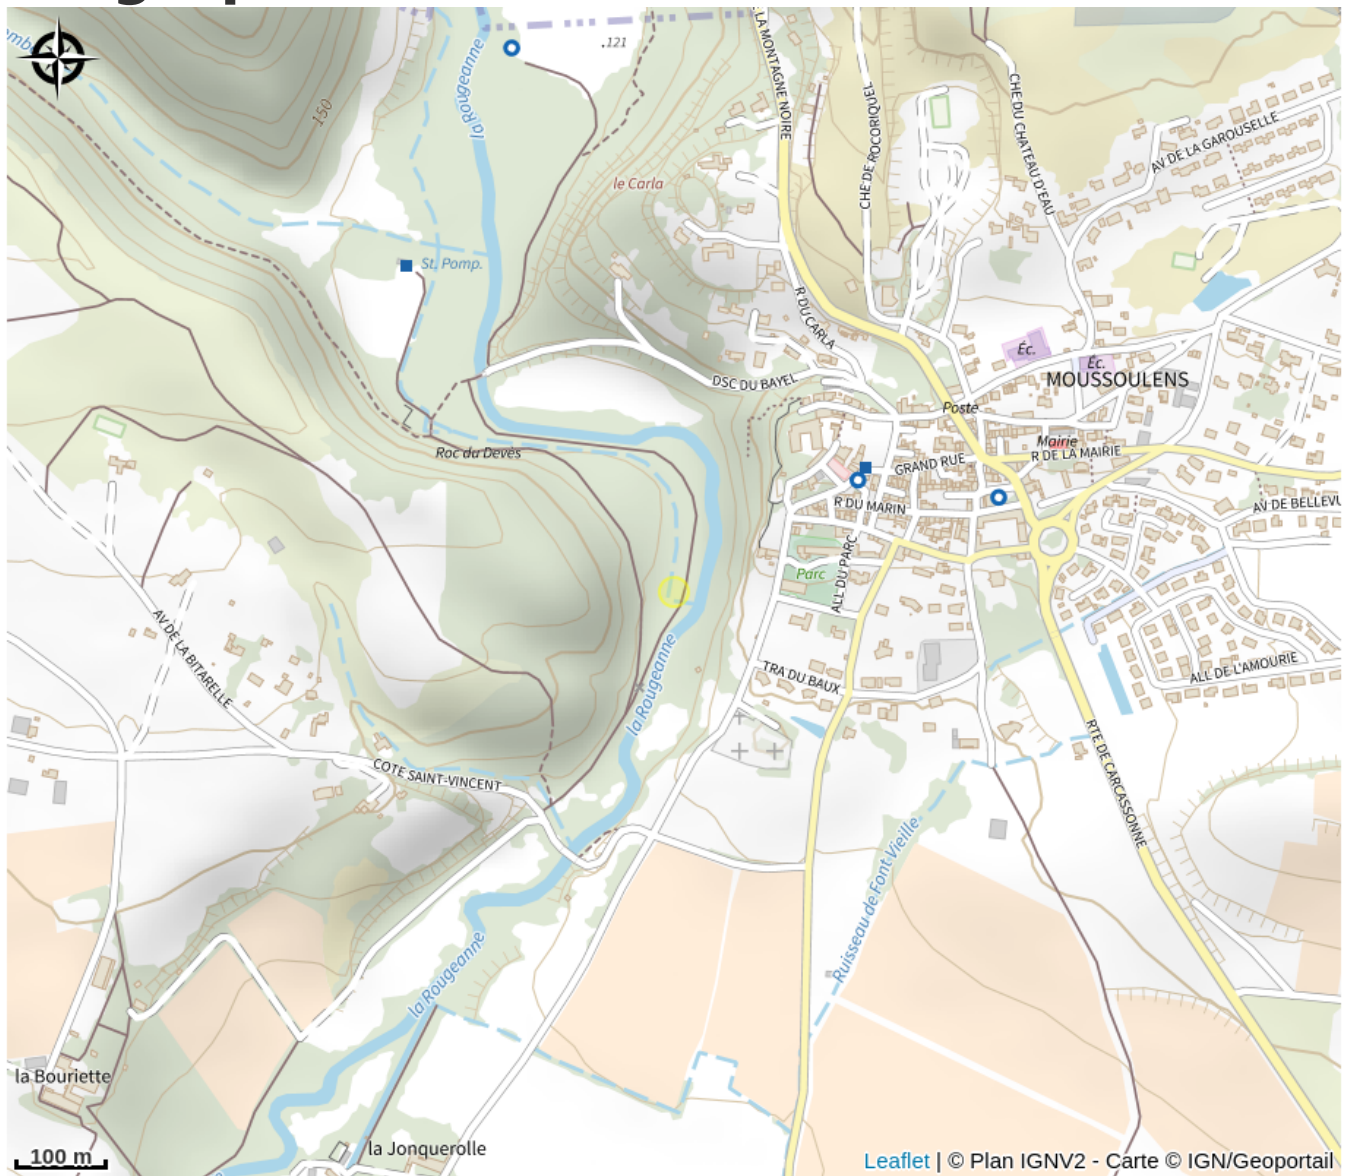 la Rougeanne
.121
LA MONTAGNE NOIRE
CHE DE ROCORIQUEL
CHE DU CHATEAU D'EAU
AV DE LA GAROUSELLE
150
le Carla
St. Pomp.
R DU CARLA
Éc.
Éc.
MOUSSOULENS
DSC DU BAYEL
Poste
Mairie
R DE LA MAIRIE
GRAND RUE
Roc du Devès
R DU MARIN
AV DE BELLEVU
ALL DU PARC
Parc
AV DE LA BITARELLE
la Rougeanne
TRA DU BAUX
ALL DE L'AMOURIE
COTE SAINT-VINCENT
RTE DE CARCASSONNE
Ruisseau de Font Vieille
la Rougeanne
la Bouriette
la Jonquerolle
100 m
Leaflet | © Plan IGNV2 - Carte © IGN/Geoportail